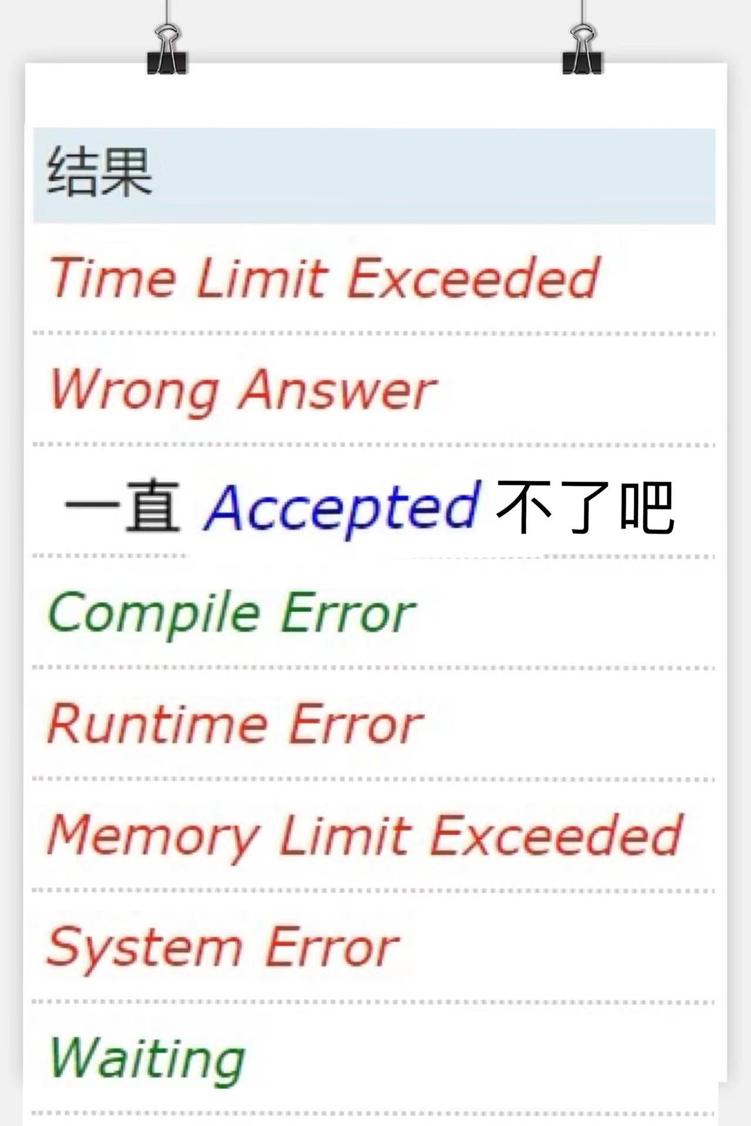 结果
Time Limit Exceeded
Wrong Answer
一直 Accepted 不了吧
Compile Error
Runtime Error
Memory Limit Exceeded
System Error
Waiting